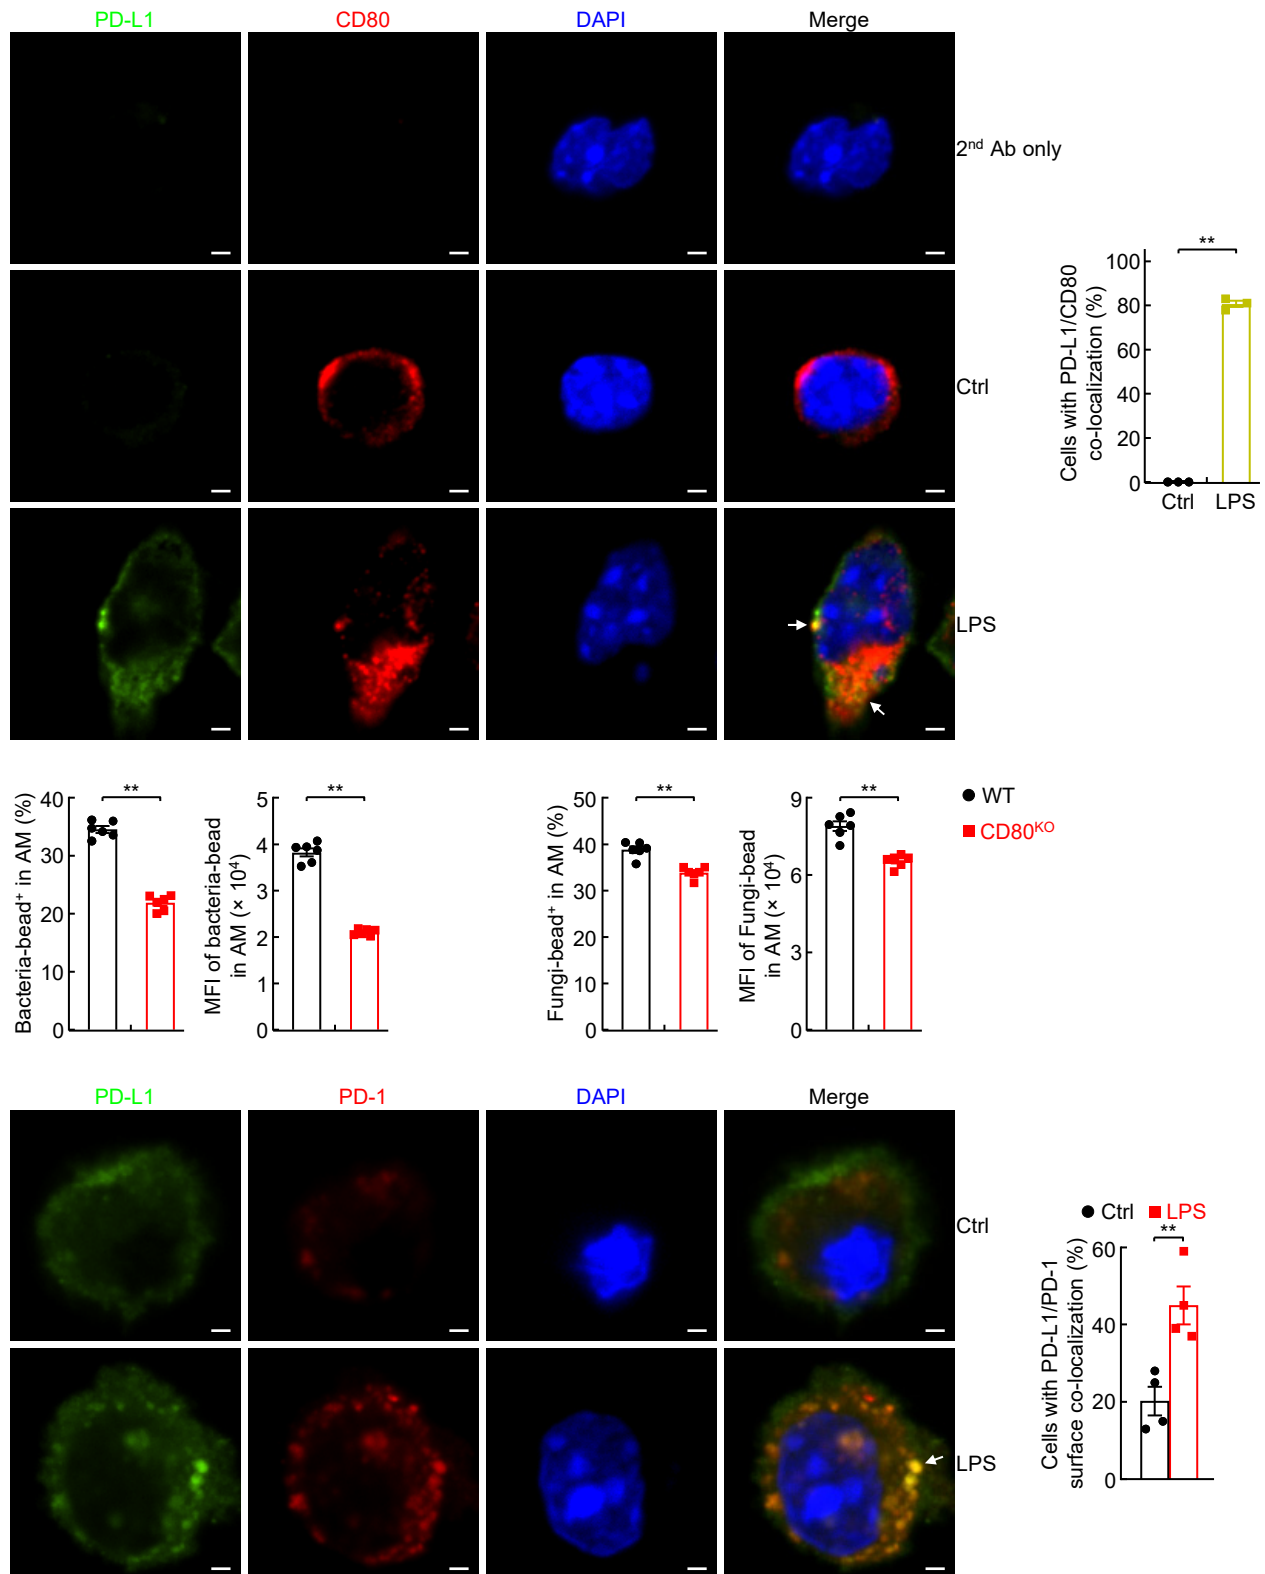 PD-L1 CD80 DAPI Merge
2nd Ab only
Ctrl
LPS
Cells with PD-L1/CD80
co-localization (%)
**
100
80
60
40
20
0
Ctrl LPS
Bacteria-bead+ in AM (%)
**
40
30
20
10
0
MFI of bacteria-bead
in AM (× 10⁴)
**
5
4
3
2
1
0
Fungi-bead+ in AM (%)
**
50
40
30
20
10
0
MFI of Fungi-bead
in AM (× 10⁴)
**
9
6
3
0
WT
CD80KO
PD-L1 PD-1 DAPI Merge
Ctrl
LPS
Ctrl LPS
Cells with PD-L1/PD-1
surface co-localization (%)
**
60
40
20
0